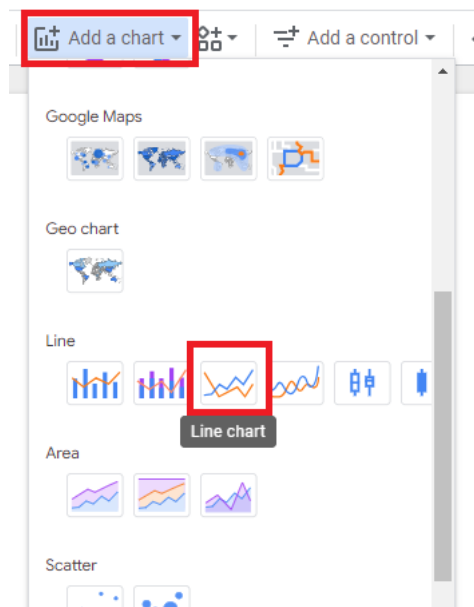 Add a chart
Add a control
Google Maps
Geo chart
Line
Line chart
Area
Scatter